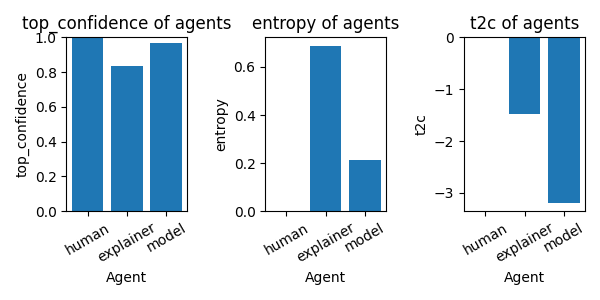 top_confidence of agents
top_confidence
1.0
0.8
0.6
0.4
0.2
0.0
human
explainer
model
Agent
entropy of agents
entropy
0.6
0.4
0.2
0.0
human
explainer
model
Agent
t2c of agents
t2c
0
−1
−2
−3
human
explainer
model
Agent